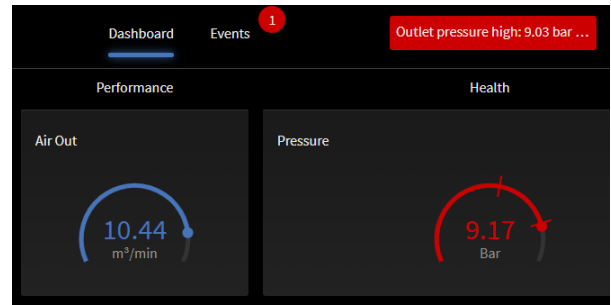 Dashboard
Events
1
Outlet pressure high: 9.03 bar ...
Performance
Health
Air Out
Pressure
10.44
m³/min
9.17
Bar